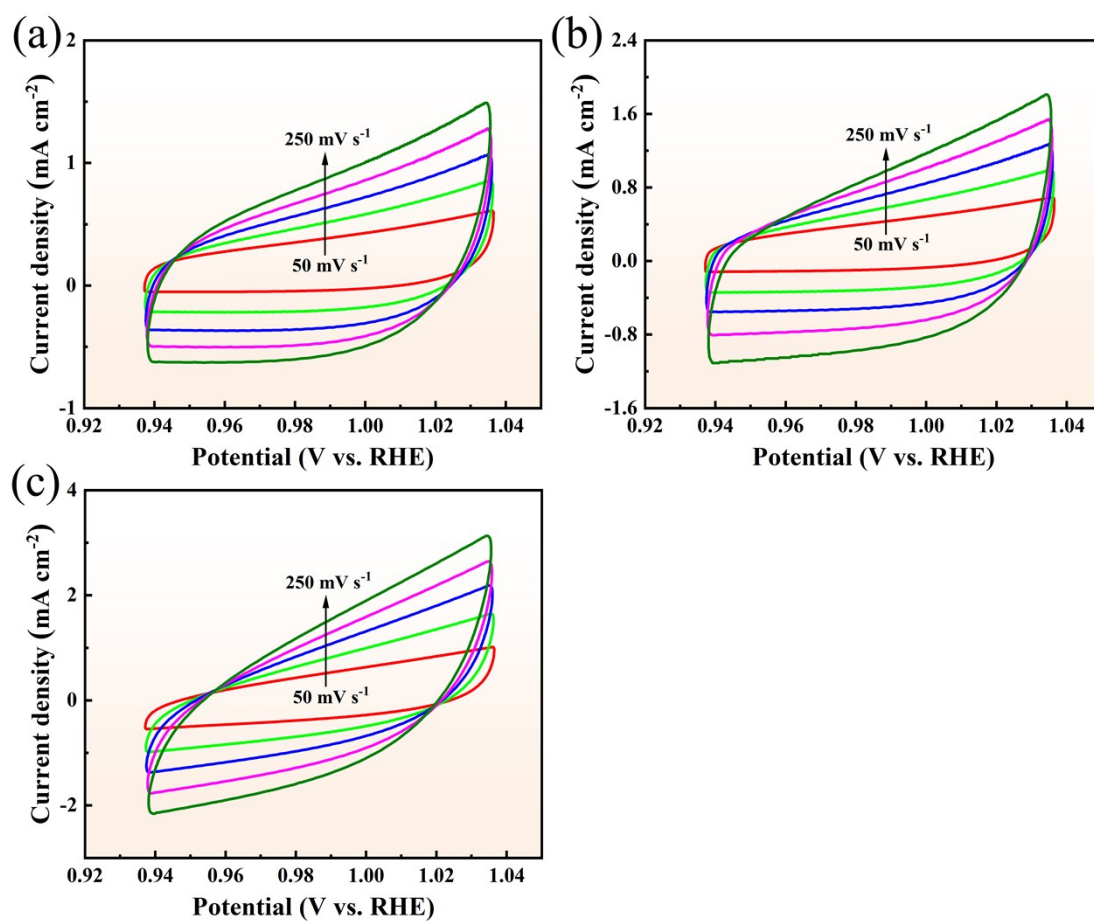 (a)
2
1
0
-1
Current density (mA cm-2)
250 mV s-1
50 mV s-1
0.92 0.94 0.96 0.98 1.00 1.02 1.04
Potential (V vs. RHE)
(b)
2.4
1.6
0.8
0.0
-0.8
-1.6
Current density (mA cm-2)
250 mV s-1
50 mV s-1
0.92 0.94 0.96 0.98 1.00 1.02 1.04
Potential (V vs. RHE)
(c)
4
2
0
-2
Current density (mA cm-2)
250 mV s-1
50 mV s-1
0.92 0.94 0.96 0.98 1.00 1.02 1.04
Potential (V vs. RHE)